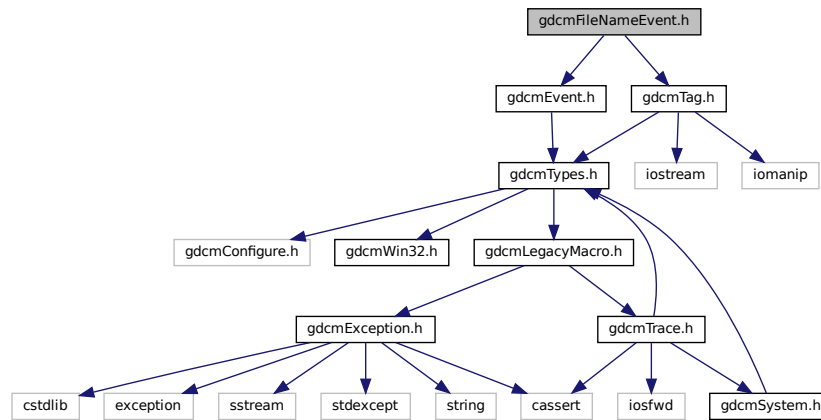 gdcmFileNameEvent.h
gdcmEvent.h
gdcmTag.h
gdcmTypes.h
iostream
iomanip
gdcmConfigure.h
gdcmWin32.h
gdcmLegacyMacro.h
gdcmException.h
gdcmTrace.h
cstdlib
exception
sstream
stdexcept
string
cassert
iosfwd
gdcmSystem.h